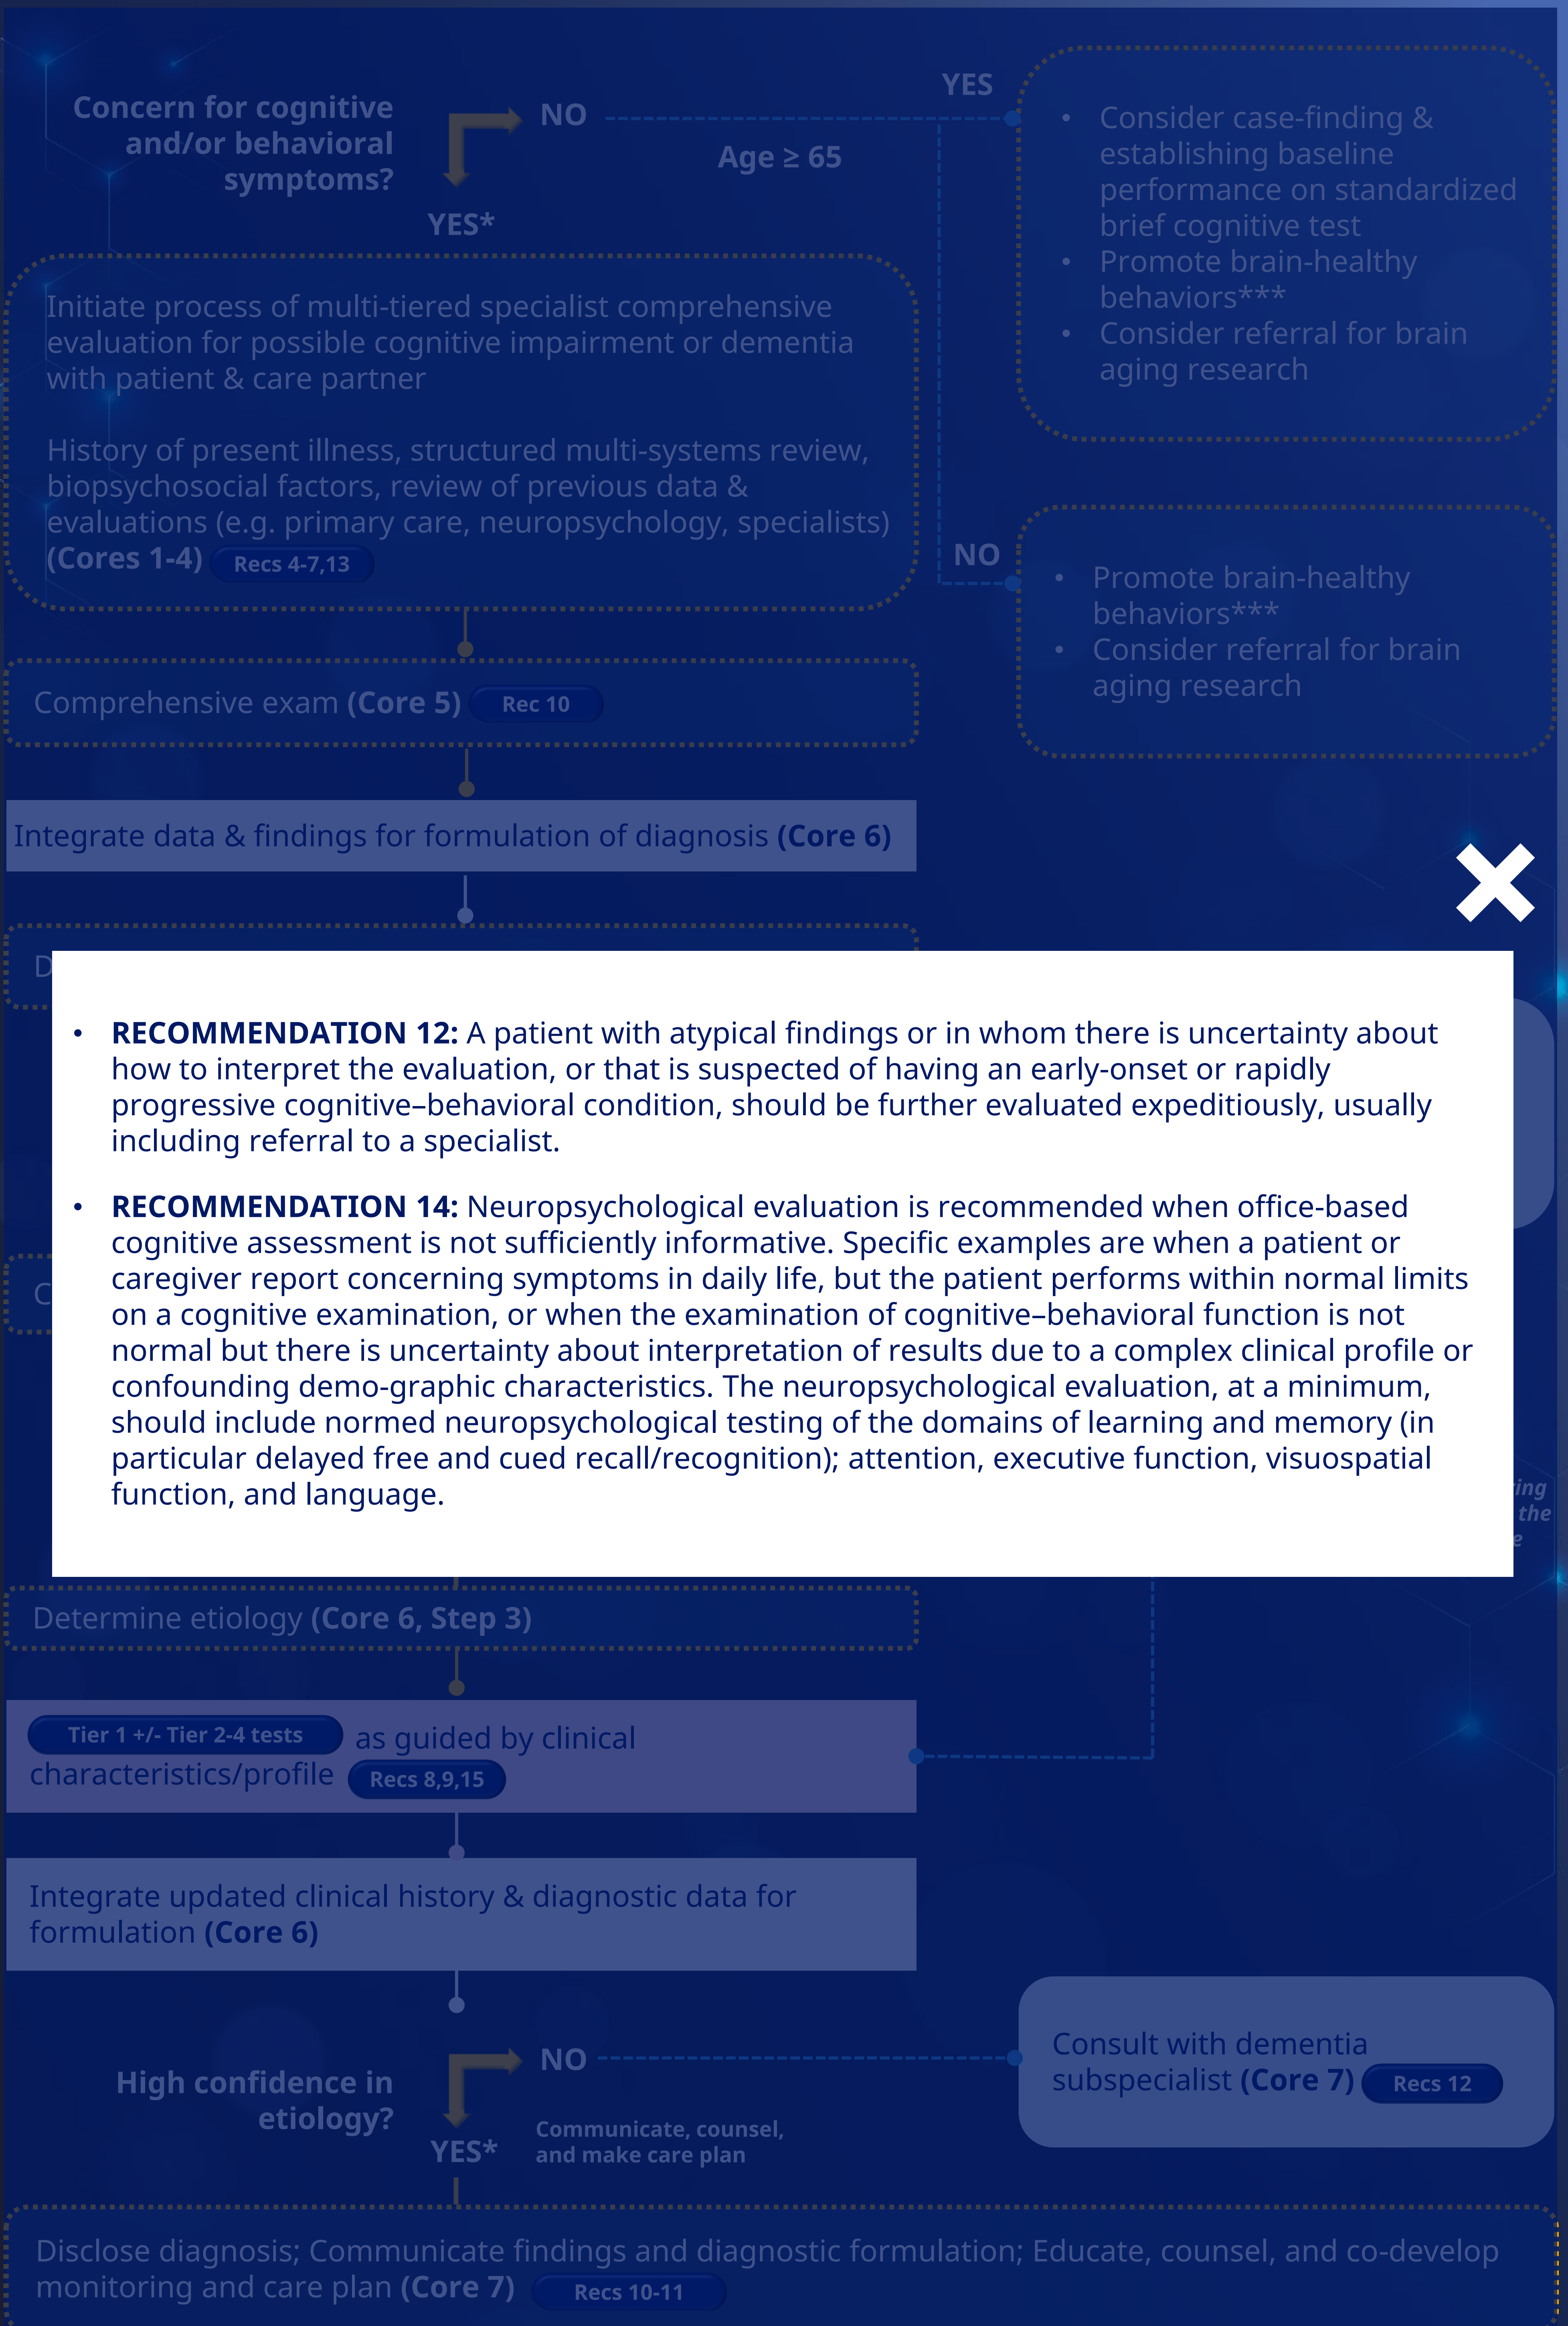 Concern for cognitive
and/or behavioral
symptoms?
NO
YES*
Age ≥ 65
YES
• Consider case-finding &
establishing baseline
performance on standardized
brief cognitive test
• Promote brain-healthy
behaviors***
• Consider referral for brain
aging research
Initiate process of multi-tiered specialist comprehensive
evaluation for possible cognitive impairment or dementia
with patient & care partner
History of present illness, structured multi-systems review,
biopsychosocial factors, review of previous data &
evaluations (e.g. primary care, neuropsychology, specialists)
(Cores 1-4) Recs 4-7,13
NO
• Promote brain-healthy
behaviors***
• Consider referral for brain
aging research
Comprehensive exam (Core 5) Rec 10
Integrate data & findings for formulation of diagnosis (Core 6)
• RECOMMENDATION 12: A patient with atypical findings or in whom there is uncertainty about
how to interpret the evaluation, or that is suspected of having an early-onset or rapidly
progressive cognitive–behavioral condition, should be further evaluated expeditiously, usually
including referral to a specialist.
• RECOMMENDATION 14: Neuropsychological evaluation is recommended when office-based
cognitive assessment is not sufficiently informative. Specific examples are when a patient or
caregiver report concerning symptoms in daily life, but the patient performs within normal limits
on a cognitive examination, or when the examination of cognitive–behavioral function is not
normal but there is uncertainty about interpretation of results due to a complex clinical profile or
confounding demo-graphic characteristics. The neuropsychological evaluation, at a minimum,
should include normed neuropsychological testing of the domains of learning and memory (in
particular delayed free and cued recall/recognition); attention, executive function, visuospatial
function, and language.
the
Determine etiology (Core 6, Step 3)
Tier 1 +/- Tier 2-4 tests as guided by clinical
characteristics/profile Recs 8,9,15
Integrate updated clinical history & diagnostic data for
formulation (Core 6)
High confidence in
etiology?
NO
YES*
Communicate, counsel,
and make care plan
Consult with dementia
subspecialist (Core 7) Recs 12
Disclose diagnosis; Communicate findings and diagnostic formulation; Educate, counsel, and co-develop
monitoring and care plan (Core 7) Recs 10-11